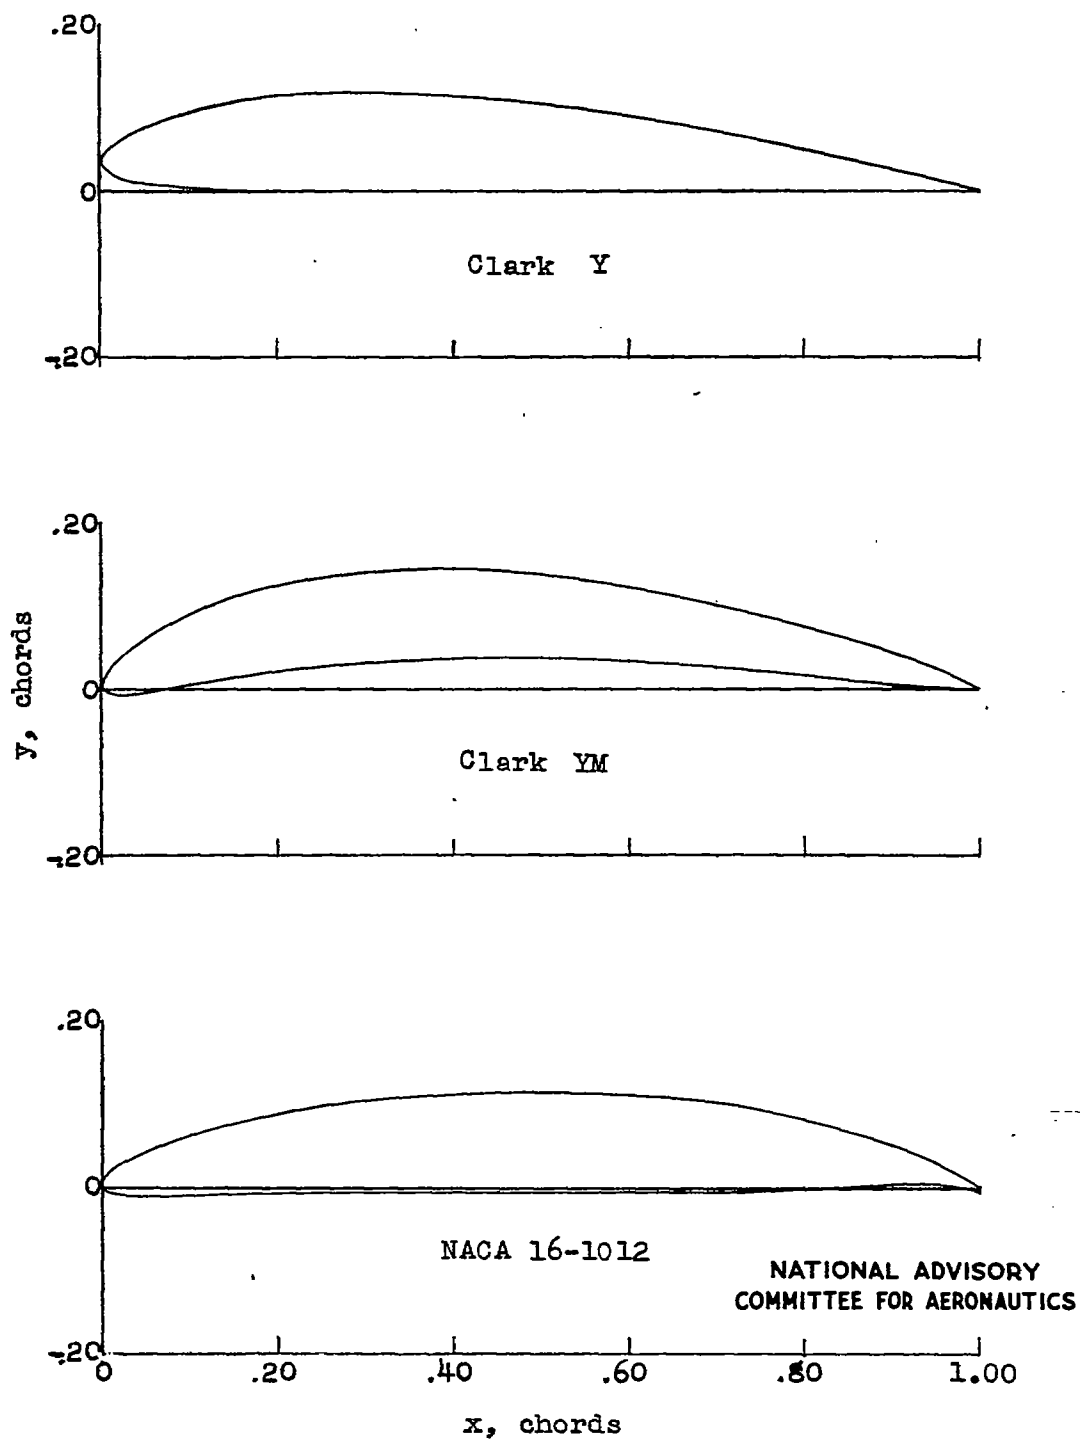 .20
0
Clark Y
-.20
.20
y, chords
0
Clark YM
-.20
.20
0
NACA 16-1012
NATIONAL ADVISORY
COMMITTEE FOR AERONAUTICS
-.20
0 .20 .40 .60 .80 1.00
x, chords